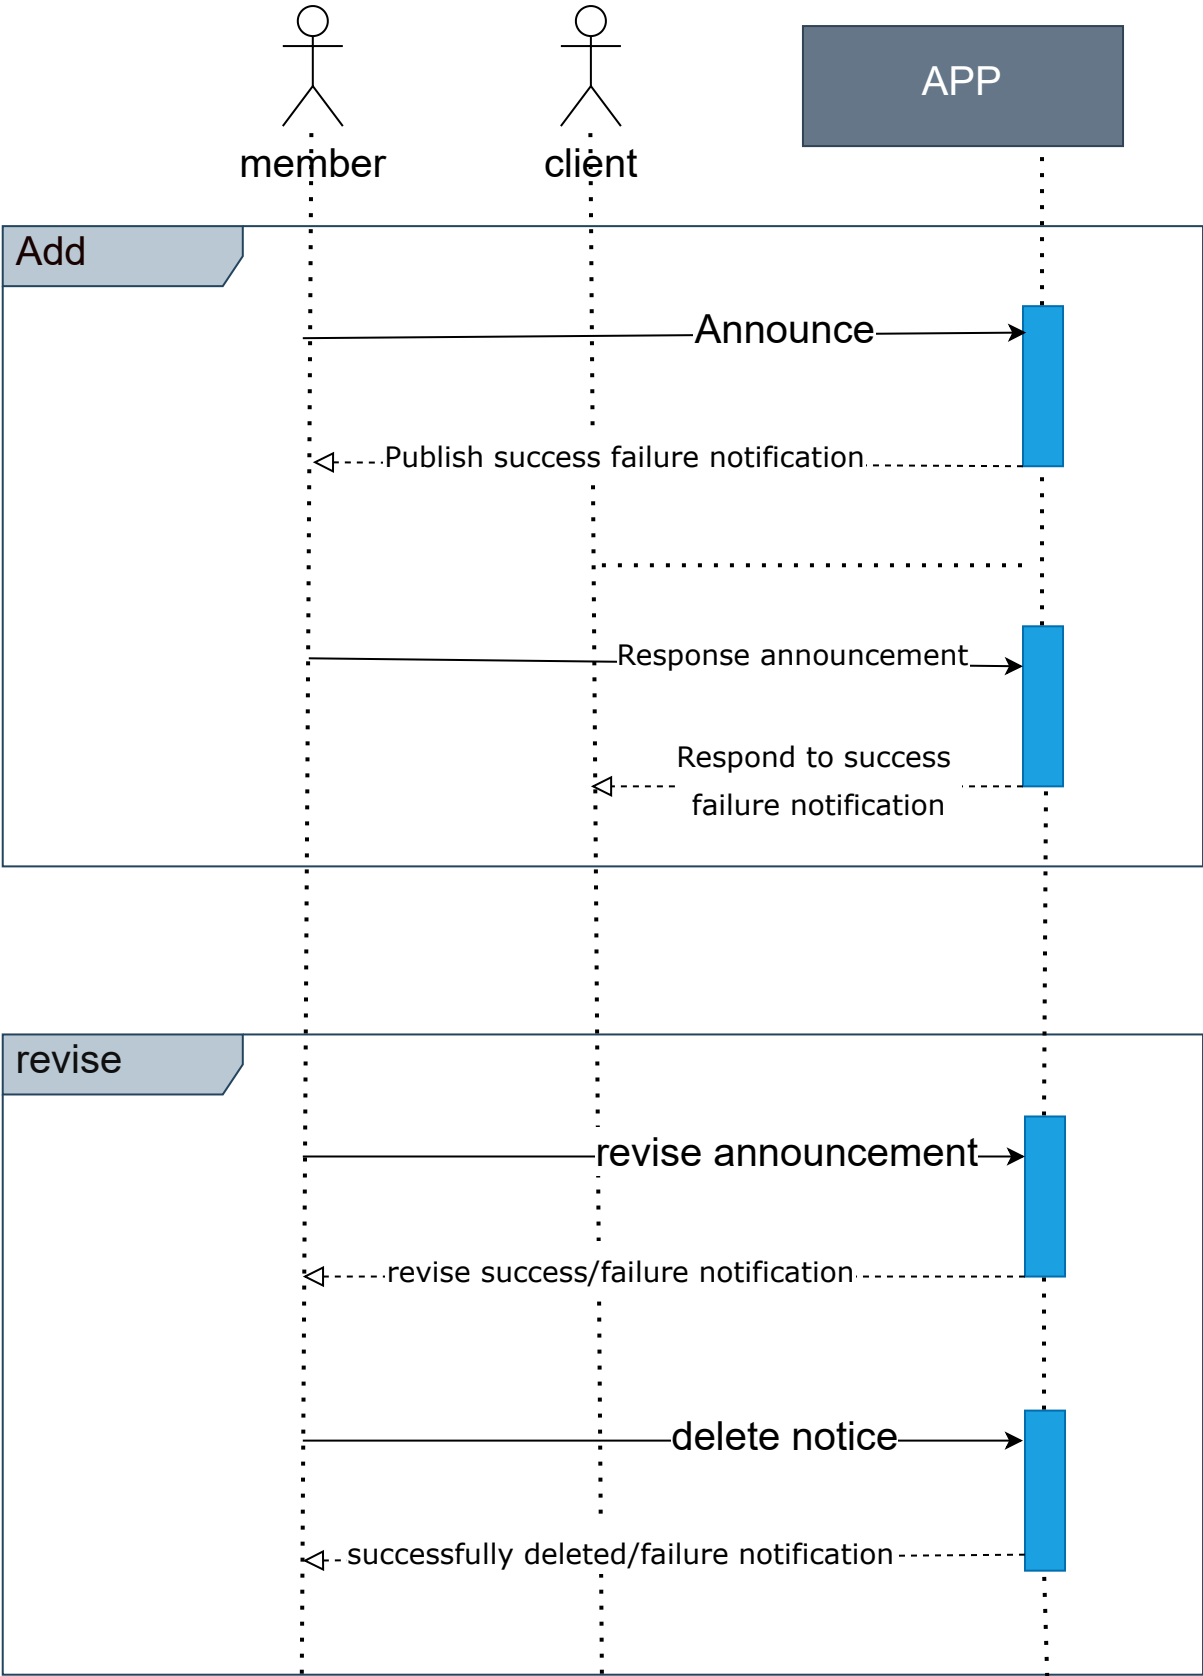 APP
member
client
Add
Announce
Publish success failure notification
Response announcement
Respond to success
failure notification
revise
revise announcement
revise success/failure notification
delete notice
successfully deleted/failure notification